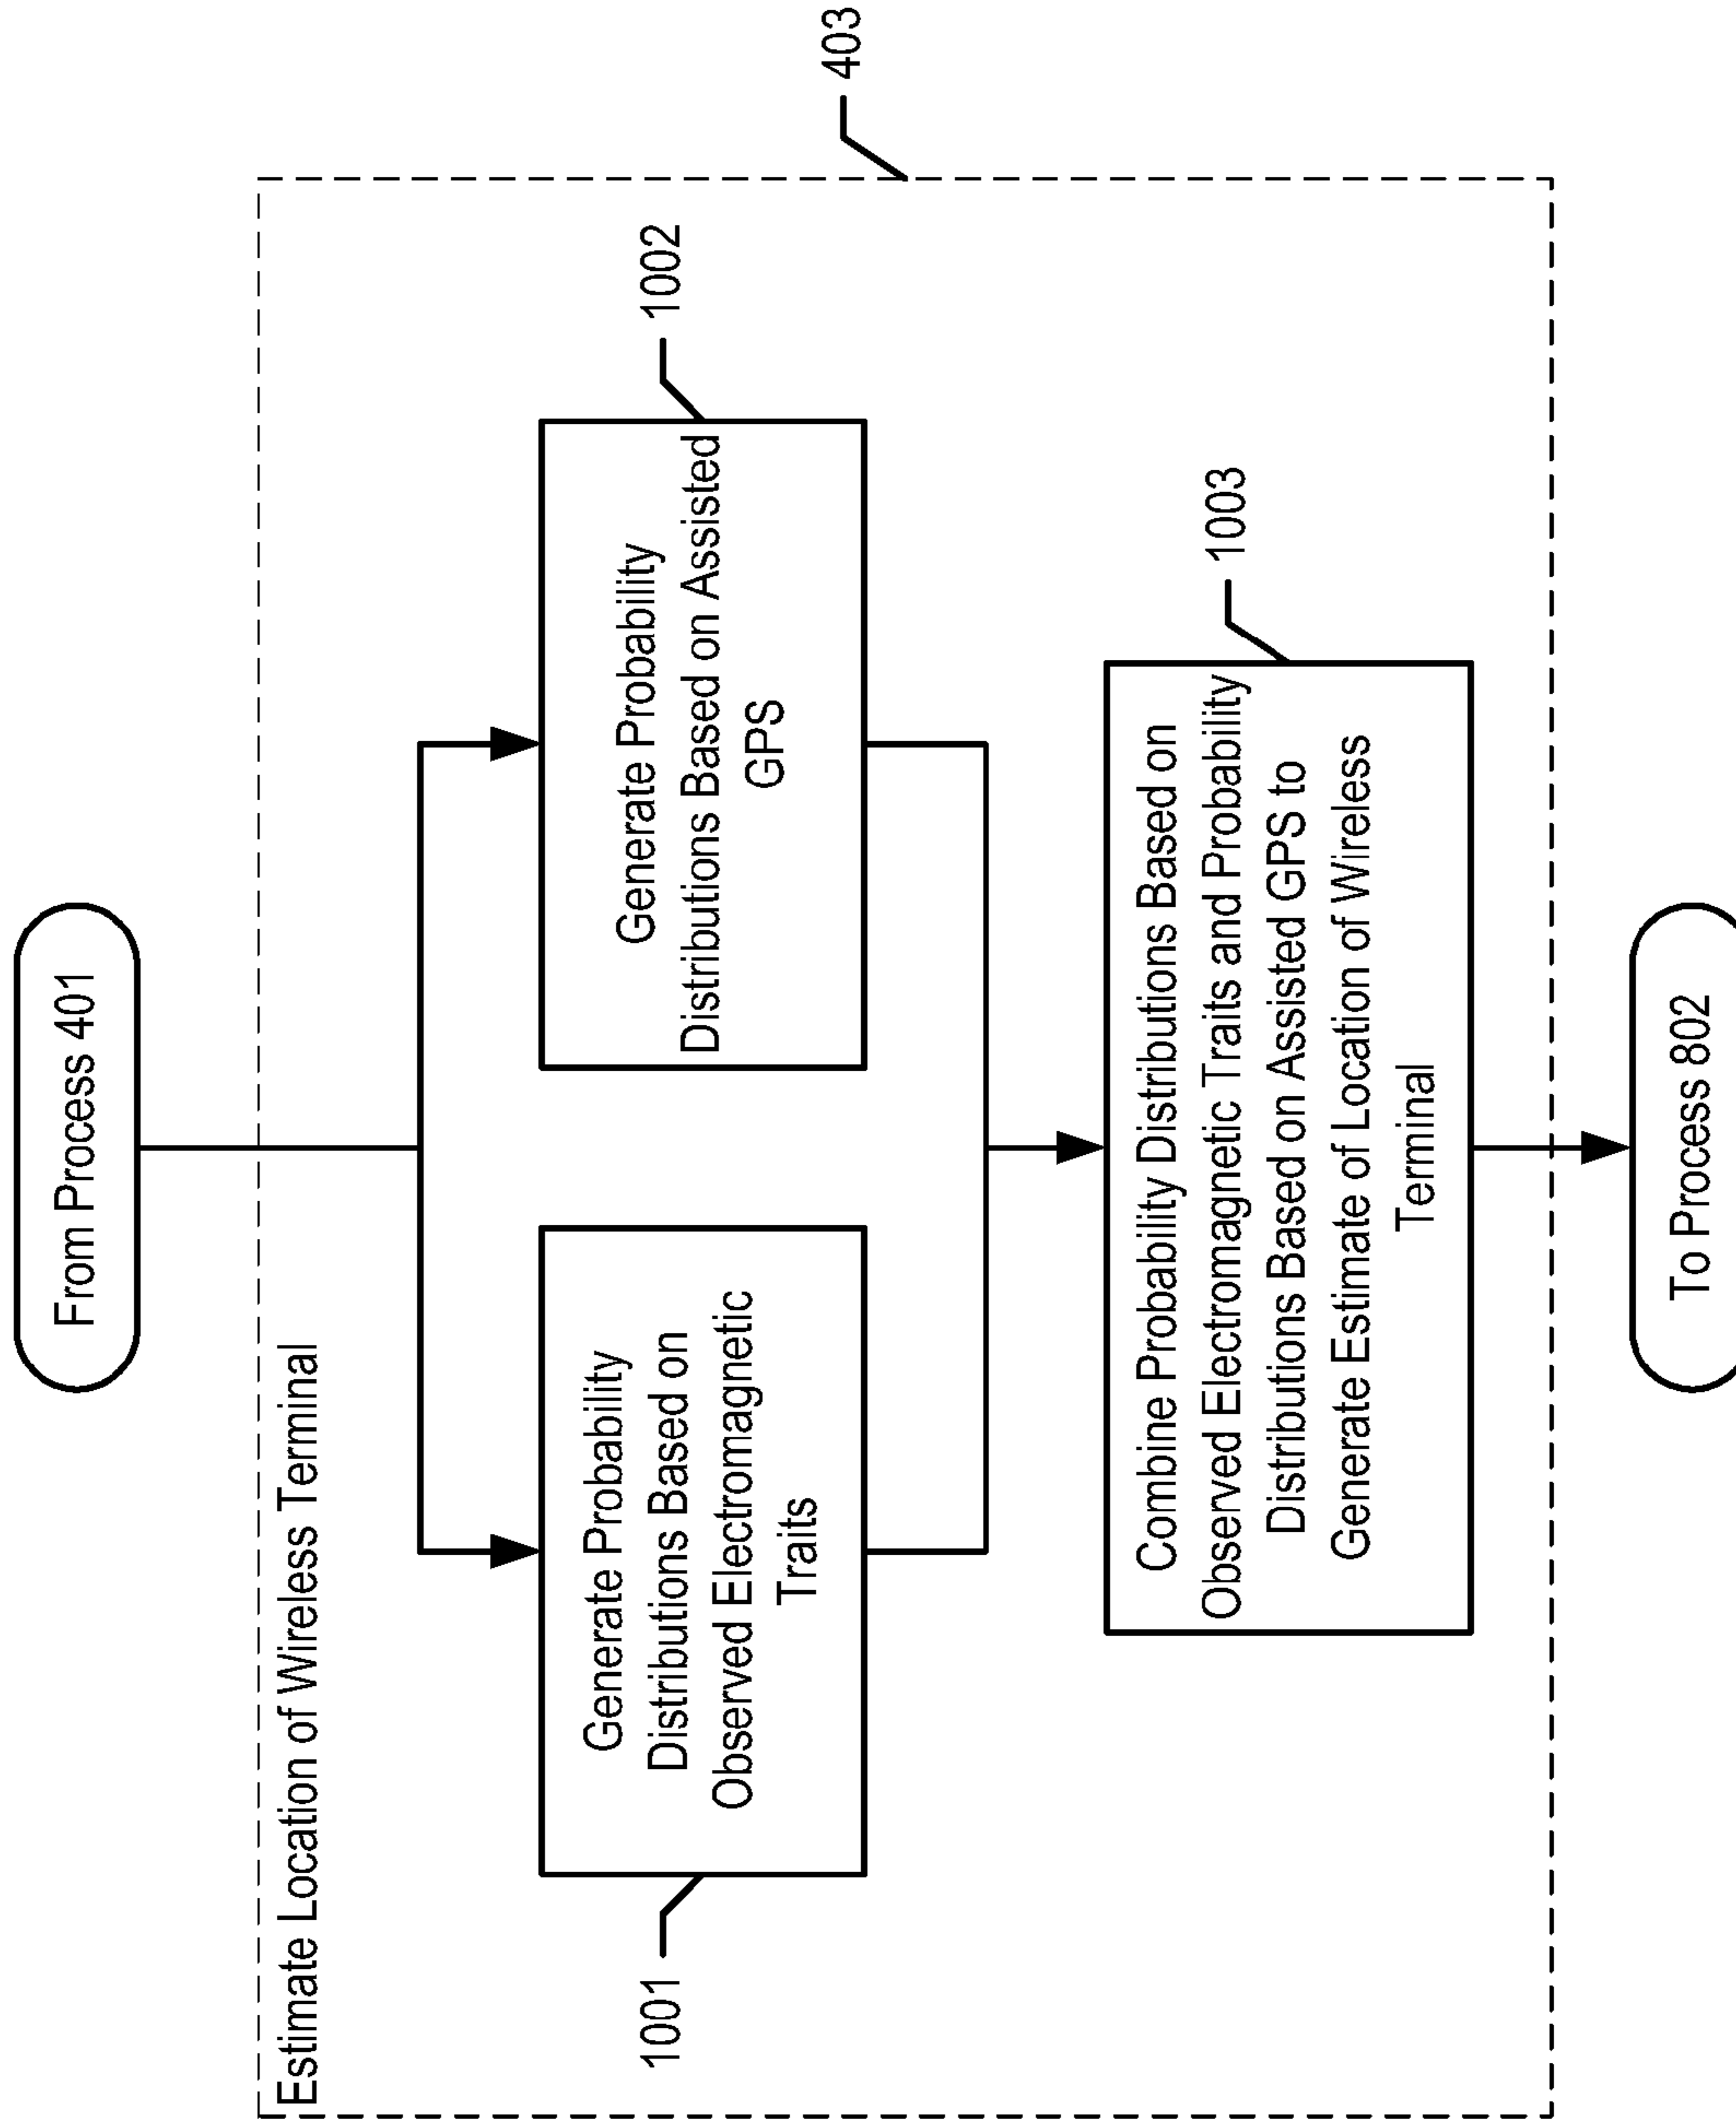 From Process 401
Estimate Location of Wireless Terminal
403
1001
Generate Probability
Distributions Based on
Observed Electromagnetic
Traits
Generate Probability
Distributions Based on Assisted
GPS
1002
Combine Probability Distributions Based on
Observed Electromagnetic Traits and Probability
Distributions Based on Assisted GPS to
Generate Estimate of Location of Wireless
Terminal
1003
To Process 802